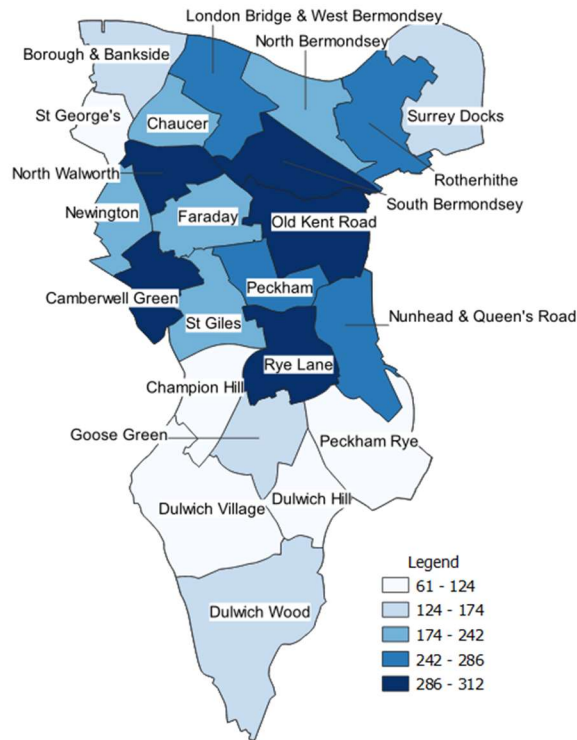 London Bridge & West Bermondsey
North Bermondsey
Borough & Bankside
St George's
Chaucer
Surrey Docks
North Walworth
Rotherhithe
South Bermondsey
Newington
Faraday
Old Kent Road
Camberwell Green
Peckham
St Giles
Nunhead & Queen's Road
Rye Lane
Champion Hill
Goose Green
Peckham Rye
Dulwich Hill
Dulwich Village
Dulwich Wood
Legend
61 - 124
124 - 174
174 - 242
242 - 286
286 - 312